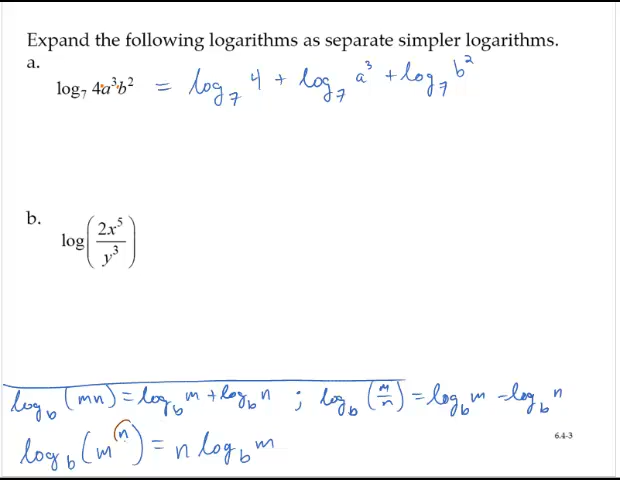 Expand the following logarithms as separate simpler logarithms.
a.
log₇ 4a³b² = log₇ 4 + log₇ a³ + log₇ b²
b.
log(2x⁵/y³)
log_b (mn) = log_b m + log_b n ; log_b (m/n) = log_b m - log_b n
log_b (mⁿ) = n log_b m
6.4-3